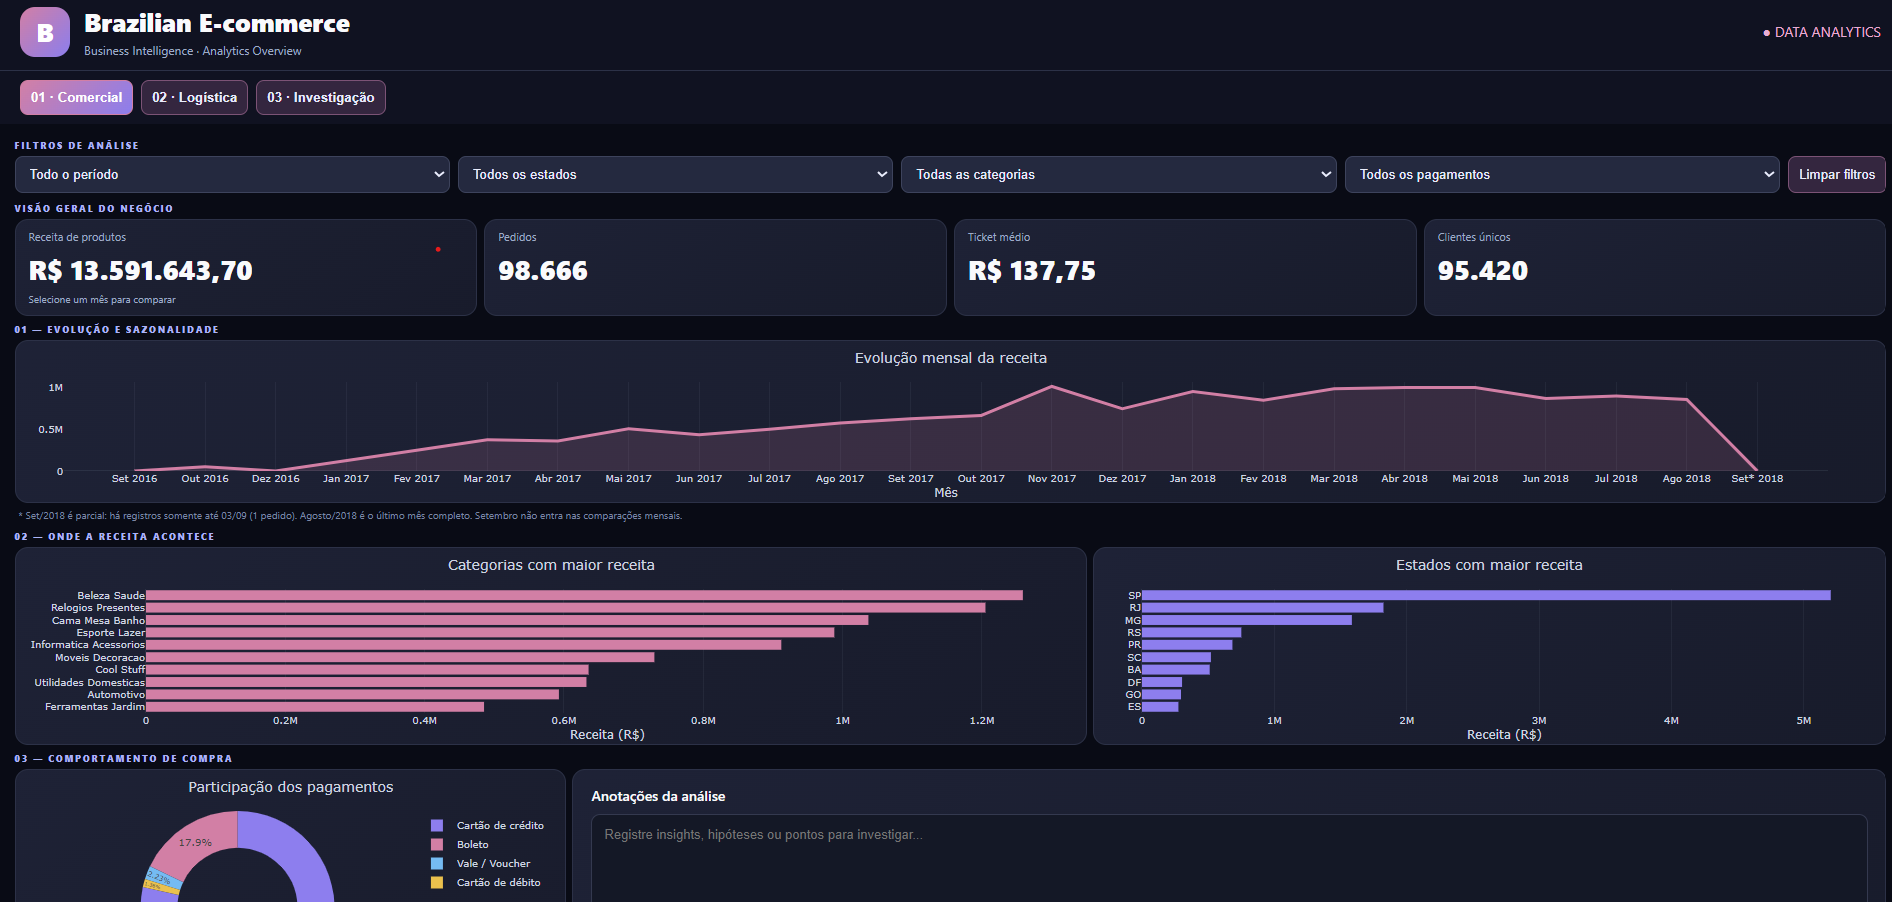 B
Brazilian E-commerce
Business Intelligence · Analytics Overview
● DATA ANALYTICS
01 · Comercial
02 · Logística
03 · Investigação
FILTROS DE ANÁLISE
Todo o período
Todos os estados
Todas as categorias
Todos os pagamentos
Limpar filtros
VISÃO GERAL DO NEGÓCIO
Receita de produtos
R$ 13.591.643,70
Selecione um mês para comparar
Pedidos
98.666
Ticket médio
R$ 137,75
Clientes únicos
95.420
01 — EVOLUÇÃO E SAZONALIDADE
Evolução mensal da receita
1M
0.5M
0
Set 2016 Out 2016 Dez 2016 Jan 2017 Fev 2017 Mar 2017 Abr 2017 Mai 2017 Jun 2017 Jul 2017 Ago 2017 Set 2017 Out 2017 Nov 2017 Dez 2017 Jan 2018 Fev 2018 Mar 2018 Abr 2018 Mai 2018 Jun 2018 Jul 2018 Ago 2018 Set* 2018
Mês
* Set/2018 é parcial: há registros somente até 03/09 (1 pedido). Agosto/2018 é o último mês completo. Setembro não entra nas comparações mensais.
02 — ONDE A RECEITA ACONTECE
Categorias com maior receita
Beleza Saude
Relogios Presentes
Cama Mesa Banho
Esporte Lazer
Informatica Acessorios
Moveis Decoracao
Cool Stuff
Utilidades Domesticas
Automotivo
Ferramentas Jardim
0 0.2M 0.4M 0.6M 0.8M 1M 1.2M
Receita (R$)
Estados com maior receita
SP
RJ
MG
RS
PR
SC
BA
DF
GO
ES
0 1M 2M 3M 4M 5M
Receita (R$)
03 — COMPORTAMENTO DE COMPRA
Participação dos pagamentos
17.9%
2.23%
Cartão de crédito
Boleto
Vale / Voucher
Cartão de débito
Anotações da análise
Registre insights, hipóteses ou pontos para investigar...